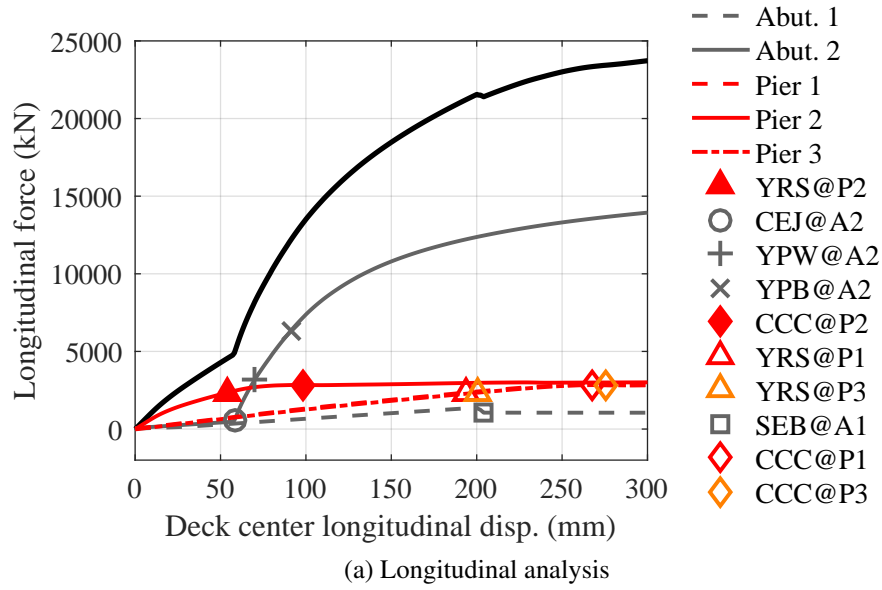 25000
20000
15000
10000
5000
0
Longitudinal force (kN)
0 50 100 150 200 250 300
Deck center longitudinal disp. (mm)
Abut. 1
Abut. 2
Pier 1
Pier 2
Pier 3
YRS@P2
CEJ@A2
YPW@A2
YPB@A2
CCC@P2
YRS@P1
YRS@P3
SEB@A1
CCC@P1
CCC@P3
(a) Longitudinal analysis